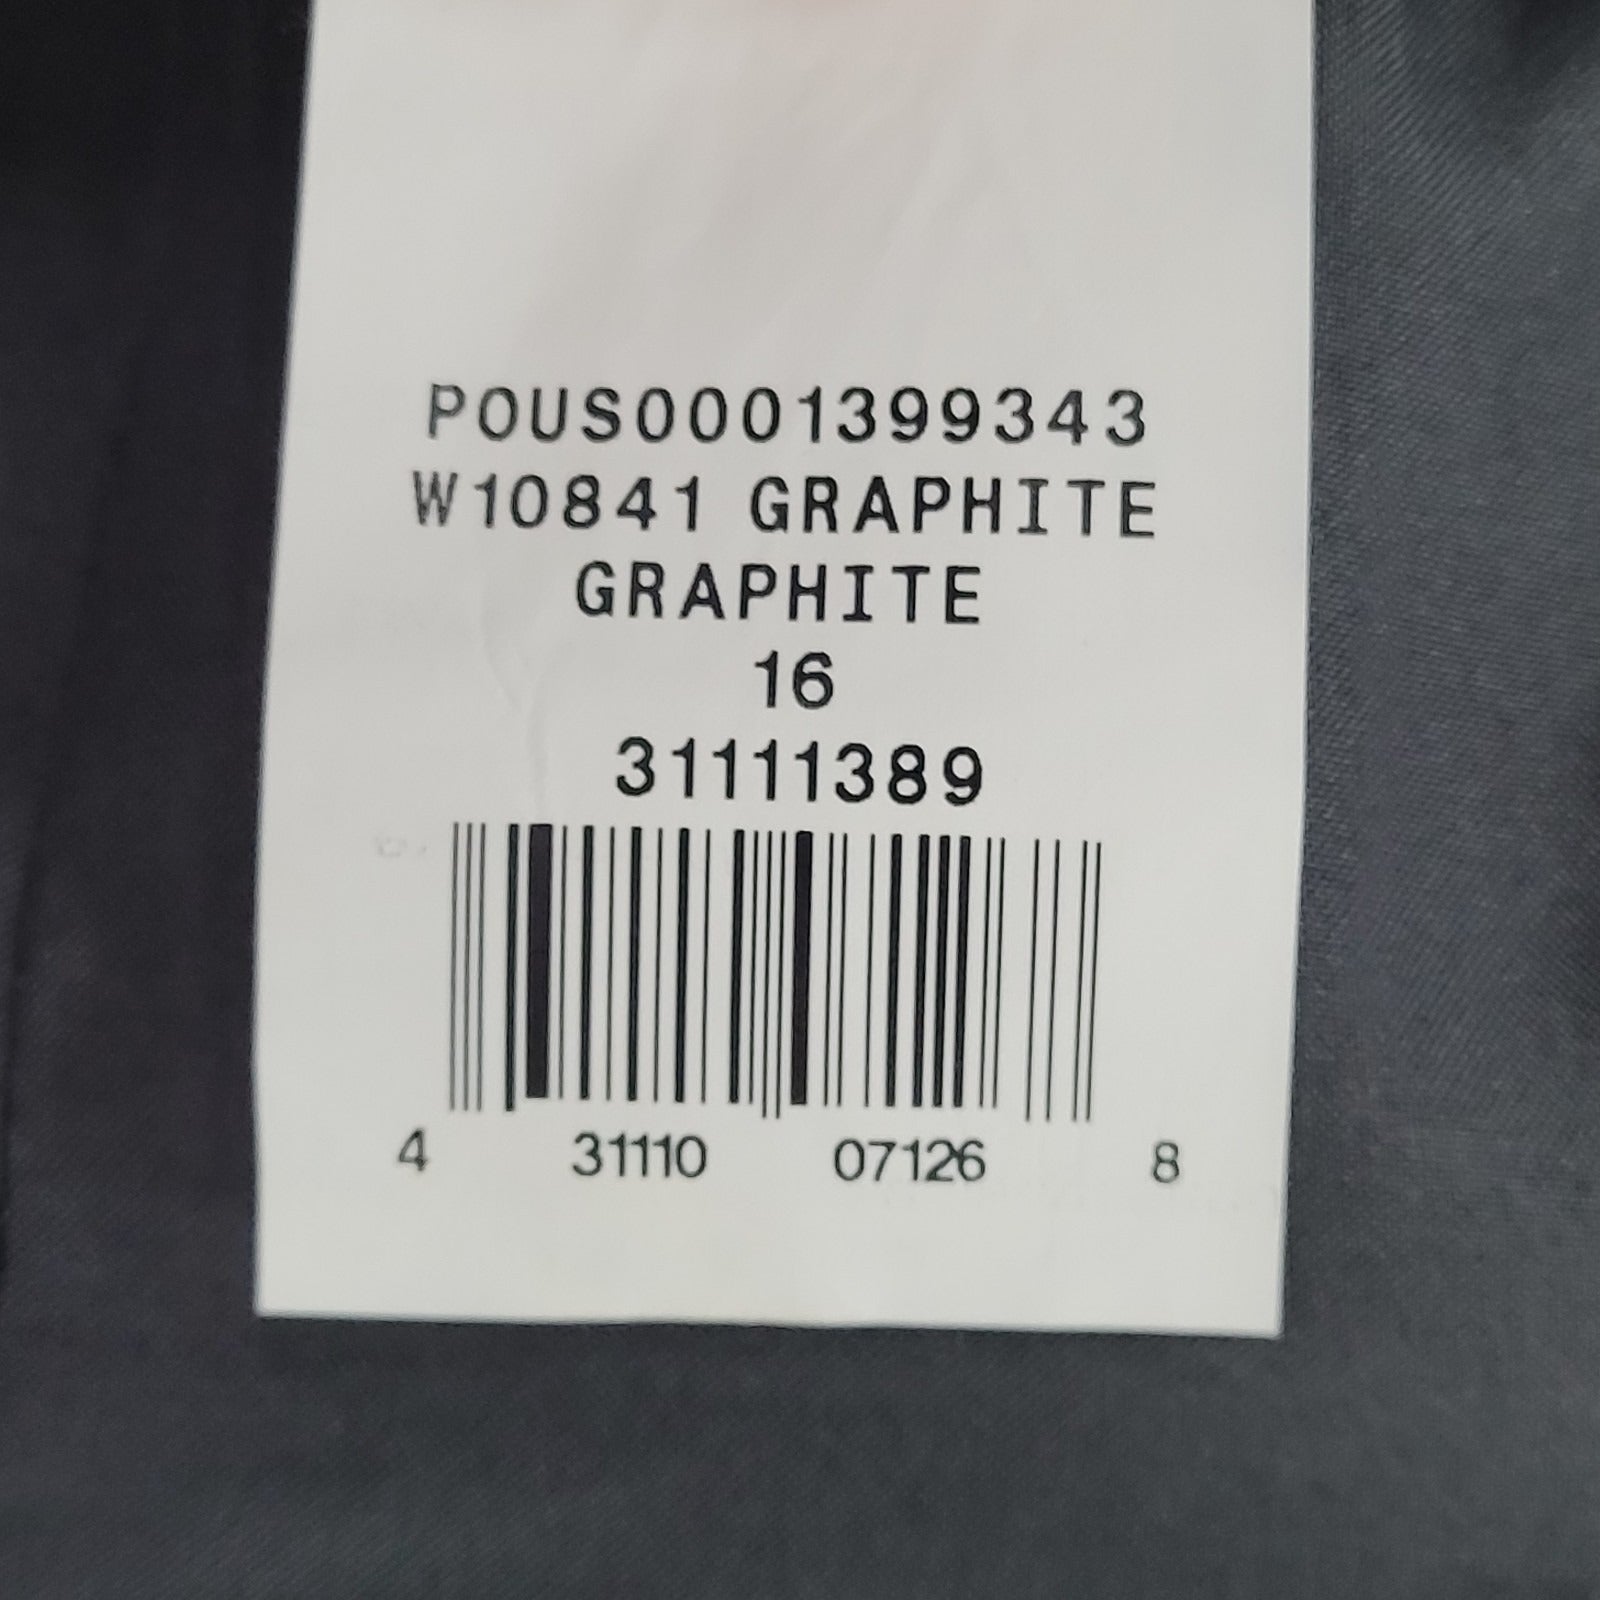 POUS0001399343
W10841 GRAPHITE
GRAPHITE
16
31111389
4 31110 07126 8